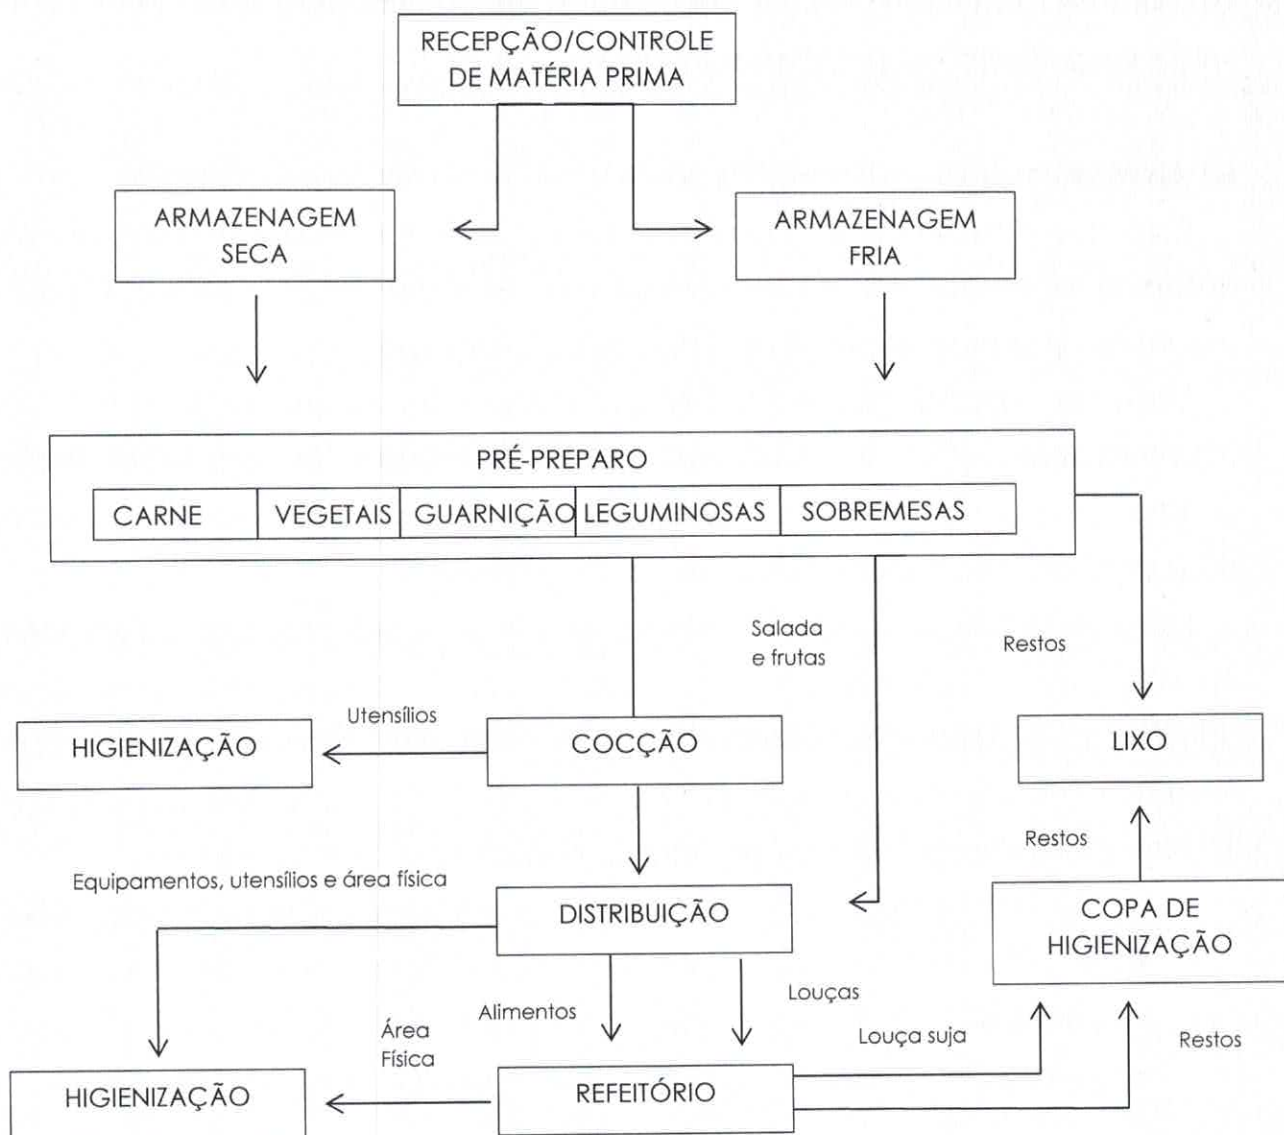 RECEPÇÃO/CONTROLE
DE MATÉRIA PRIMA
ARMAZENAGEM
SECA
ARMAZENAGEM
FRIA
PRÉ-PREPARO
CARNE
VEGETAIS
GUARNIÇÃO
LEGUMINOSAS
SOBREMESAS
Salada
e frutas
Restos
Utensílios
HIGIENIZAÇÃO
COCÇÃO
LIXO
Restos
Equipamentos, utensílios e área física
DISTRIBUIÇÃO
COPA DE
HIGIENIZAÇÃO
Alimentos
Louças
Área
Física
Louça suja
Restos
HIGIENIZAÇÃO
REFEITÓRIO